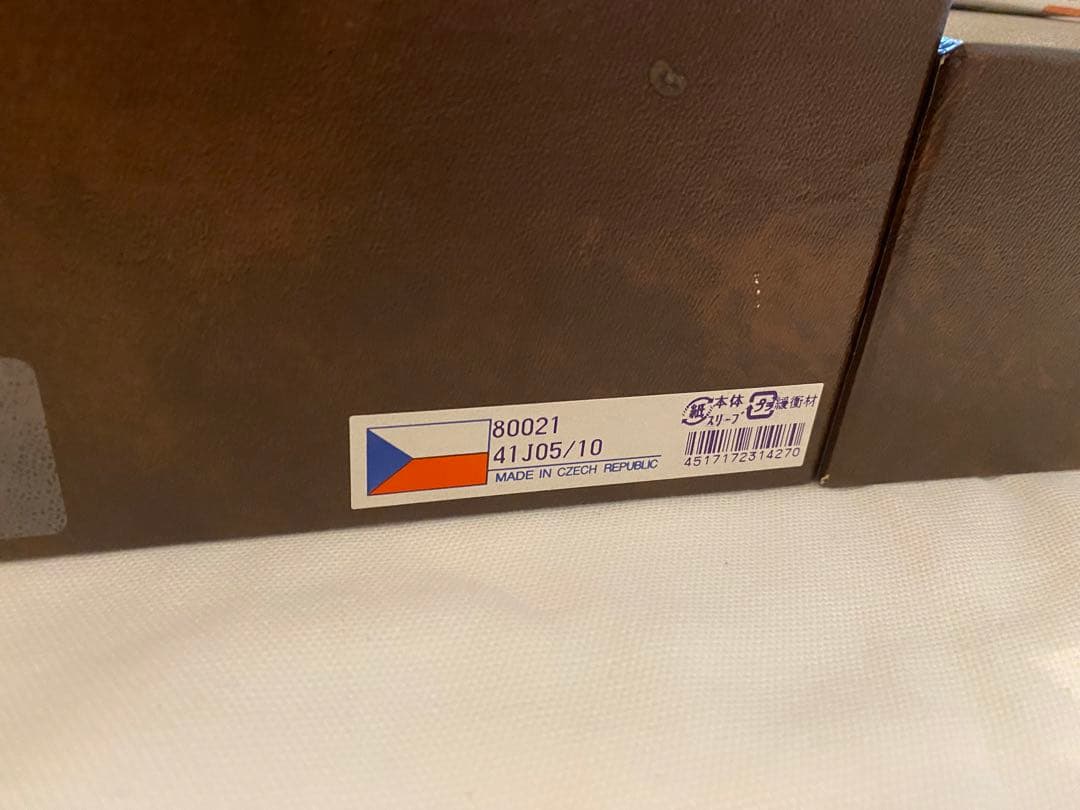 80021
41J05/10
MADE IN CZECH REPUBLIC
紙 本体
スリーブ
プラ 緩衝材
4517172314270